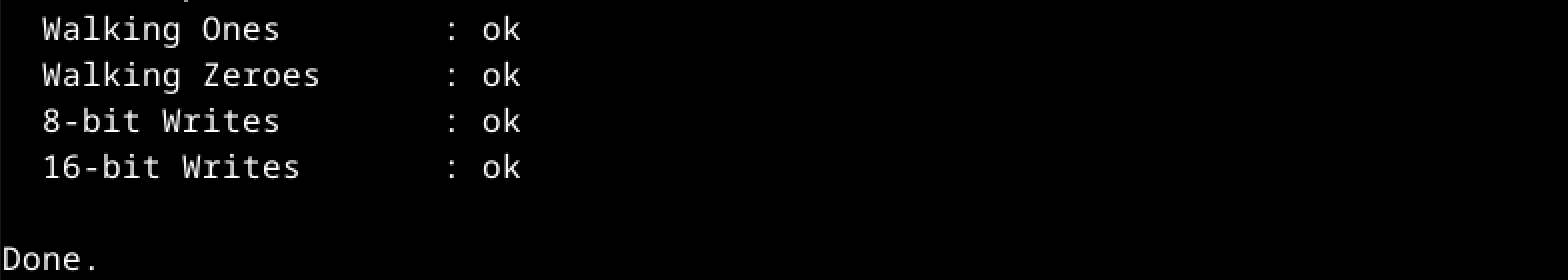 Walking Ones : ok
Walking Zeroes : ok
8-bit Writes : ok
16-bit Writes : ok
Done.